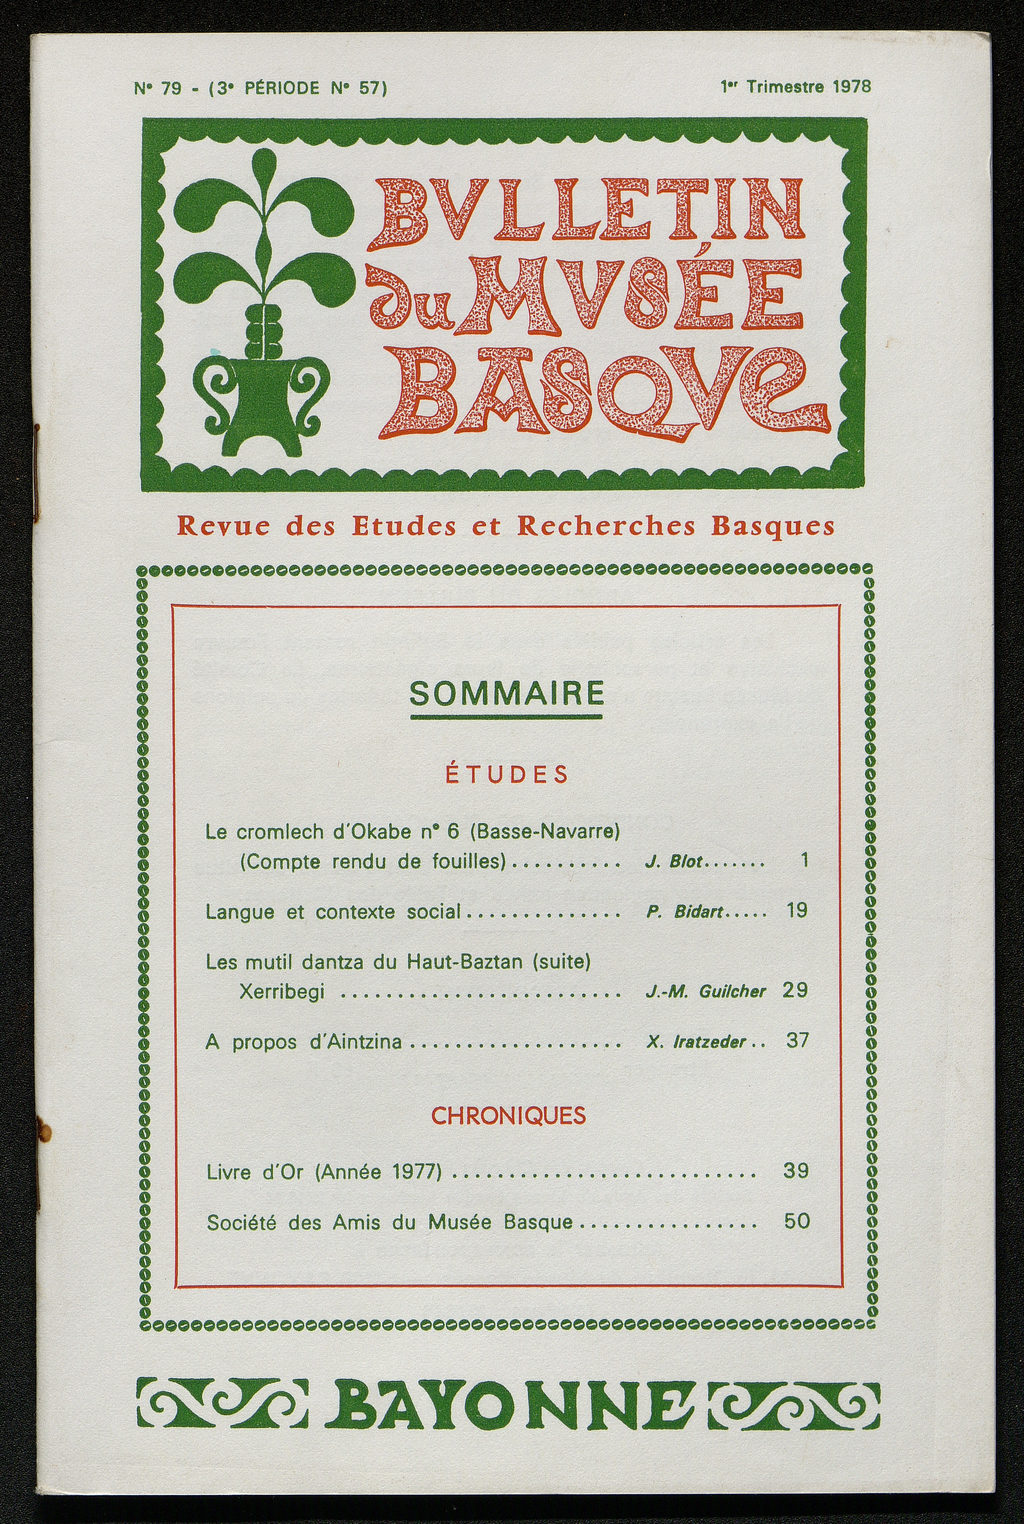 N° 79 - (3e PÉRIODE N° 57)
1er Trimestre 1978
BVLLETIN
du MVSÉE
BASQVE
Revue des Etudes et Recherches Basques
SOMMAIRE
ÉTUDES
Le cromlech d'Okabe n° 6 (Basse-Navarre)
(Compte rendu de fouilles).......... J. Blot....... 1
Langue et contexte social.............. P. Bidart..... 19
Les mutil dantza du Haut-Baztan (suite)
Xerribegi ......................... J.-M. Guilcher 29
A propos d'Aintzina................... X. Iratzeder.. 37
CHRONIQUES
Livre d'Or (Année 1977) ........................... 39
Société des Amis du Musée Basque................ 50
BAYONNE